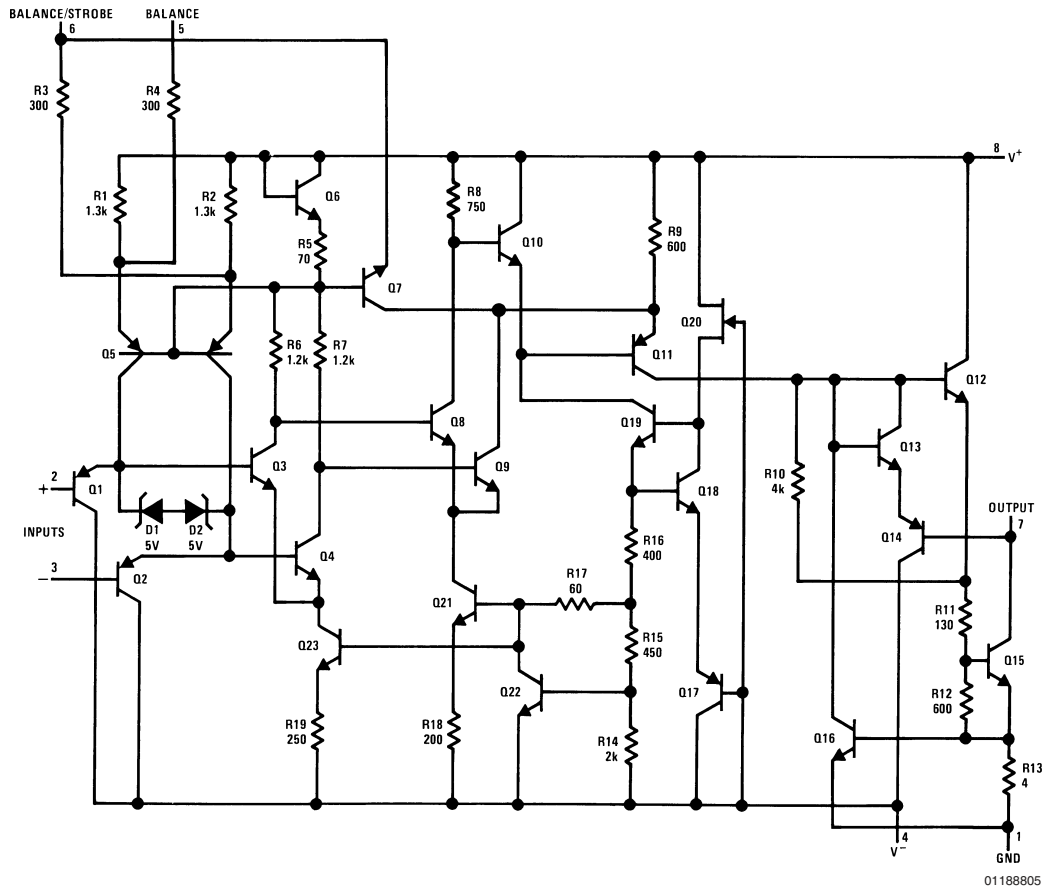 BALANCE/STROBE
6
BALANCE
5
R3
300
R4
300
8 V+
R1
1.3k
R2
1.3k
Q6
R5
70
R8
750
Q10
R9
600
Q7
Q20
Q5
R6
1.2k
R7
1.2k
Q11
Q12
Q8
Q19
Q13
2
+
Q1
Q3
Q9
Q18
R10
4k
INPUTS
D1
5V
D2
5V
OUTPUT
7
Q14
3
−
Q2
Q4
R16
400
R17
60
Q21
R11
130
Q23
R15
450
Q15
Q22
Q17
R12
600
R19
250
R18
200
R14
2k
Q16
R13
4
4
V−
1
GND
01188805